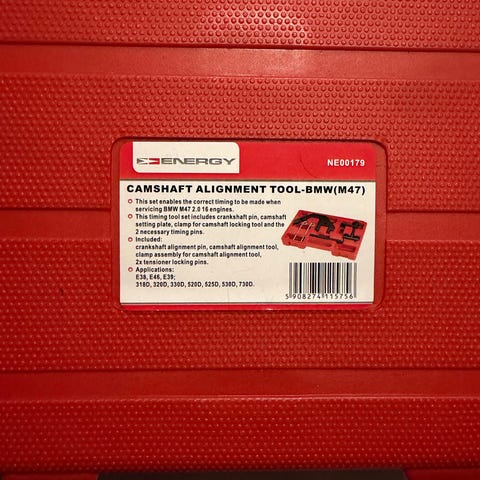 ENERGY
NE00179
CAMSHAFT ALIGNMENT TOOL-BMW(M47)
This set enables the correct timing to be made when
servicing BMW M47 2.0 16 engines.
This timing tool set includes crankshaft pin, camshaft
setting plate, clamp for camshaft locking tool and the
2 necessary timing pins.
Included:
crankshaft alignment pin, camshaft alignment tool,
clamp assembly for camshaft alignment tool,
2x tensioner locking pins.
Applications:
E38, E46, E39;
318D, 320D, 330D, 520D, 525D, 530D, 730D.
5 908274 115756